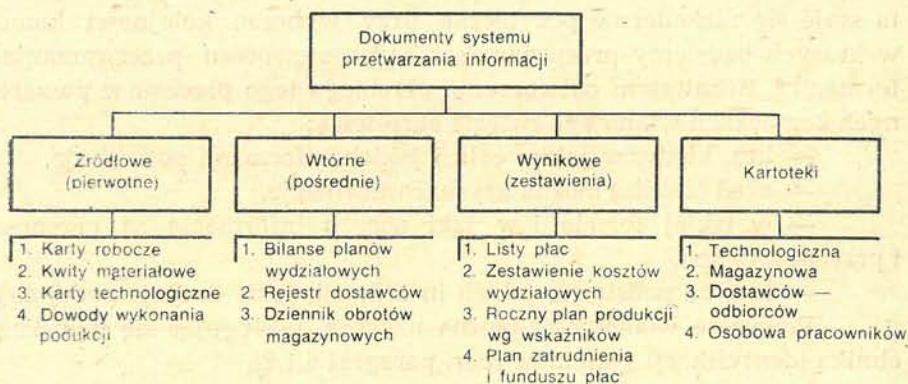 Dokumenty systemu
przetwarzania informacji
Źródłowe
(pierwotne)
Wtórne
(pośrednie)
Wynikowe
(zestawienia)
Kartoteki
1. Karty robocze
2. Kwity materiałowe
3. Karty technologiczne
4. Dowody wykonania
podukcji
1. Bilanse planów
wydziałowych
2. Rejestr dostawców
3. Dziennik obrotów
magazynowych
1. Listy płac
2. Zestawienie kosztów
wydziałowych
3. Roczny plan produkcji
wg wskaźników
4. Plan zatrudnienia
i funduszu płac
1. Technologiczna
2. Magazynowa
3. Dostawców —
odbiorców
4. Osobowa pracowników